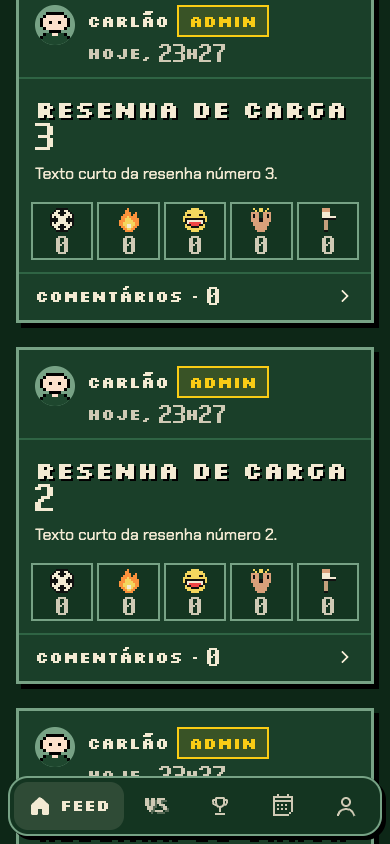 CARLÃO ADMIN
HOJE, 23H27
RESENHA DE CARGA
3
Texto curto da resenha número 3.
0 0 0 0 0
COMENTÁRIOS · 0
CARLÃO ADMIN
HOJE, 23H27
RESENHA DE CARGA
2
Texto curto da resenha número 2.
0 0 0 0 0
COMENTÁRIOS · 0
CARLÃO ADMIN
HOJE, 23H27
FEED VS